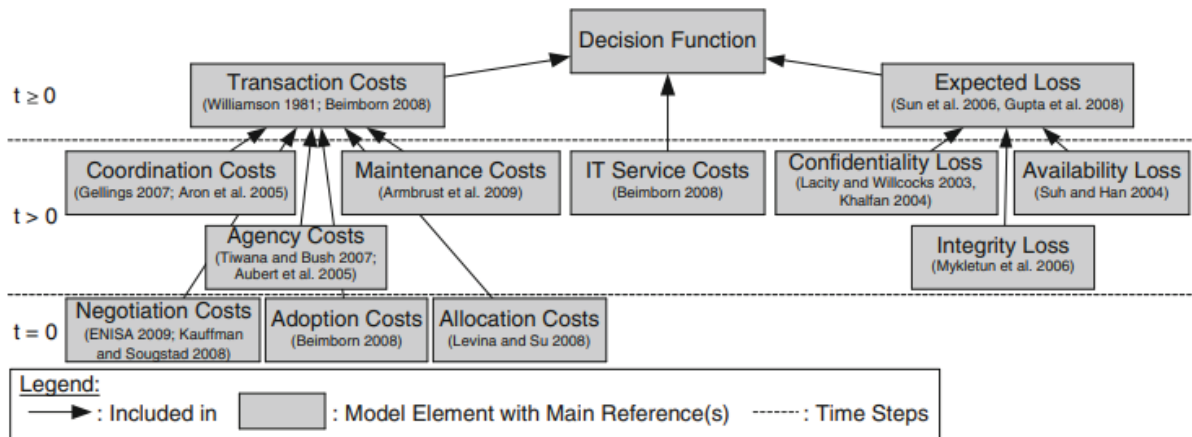 Decision Function
t ≥ 0
Transaction Costs
(Williamson 1981; Beimborn 2008)
Expected Loss
(Sun et al. 2006, Gupta et al. 2008)
t > 0
Coordination Costs
(Gellings 2007; Aron et al. 2005)
Maintenance Costs
(Armbrust et al. 2009)
IT Service Costs
(Beimborn 2008)
Confidentiality Loss
(Lacity and Willcocks 2003,
Khalfan 2004)
Availability Loss
(Suh and Han 2004)
Agency Costs
(Tiwana and Bush 2007;
Aubert et al. 2005)
Integrity Loss
(Mykletun et al. 2006)
t = 0
Negotiation Costs
(ENISA 2009; Kauffman
and Sougstad 2008)
Adoption Costs
(Beimborn 2008)
Allocation Costs
(Levina and Su 2008)
Legend:
: Included in
: Model Element with Main Reference(s)
: Time Steps